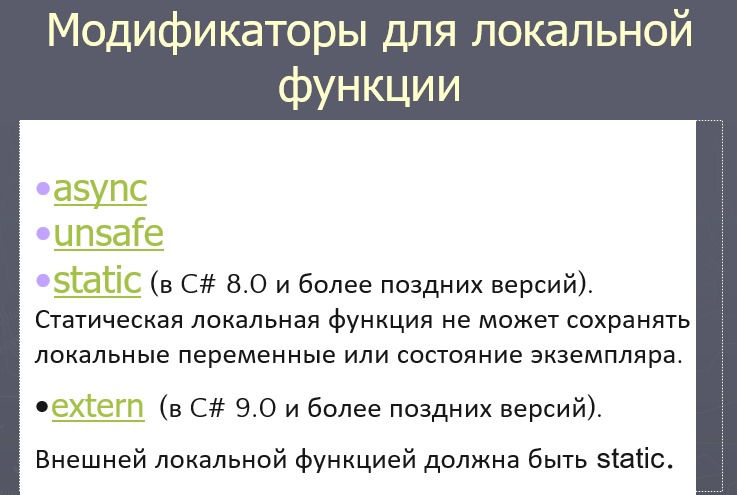 Модификаторы для локальной
функции
•async
•unsafe
•static (в C# 8.0 и более поздних версий).
Статическая локальная функция не может сохранять
локальные переменные или состояние экземпляра.
•extern (в C# 9.0 и более поздних версий).
Внешней локальной функцией должна быть static.